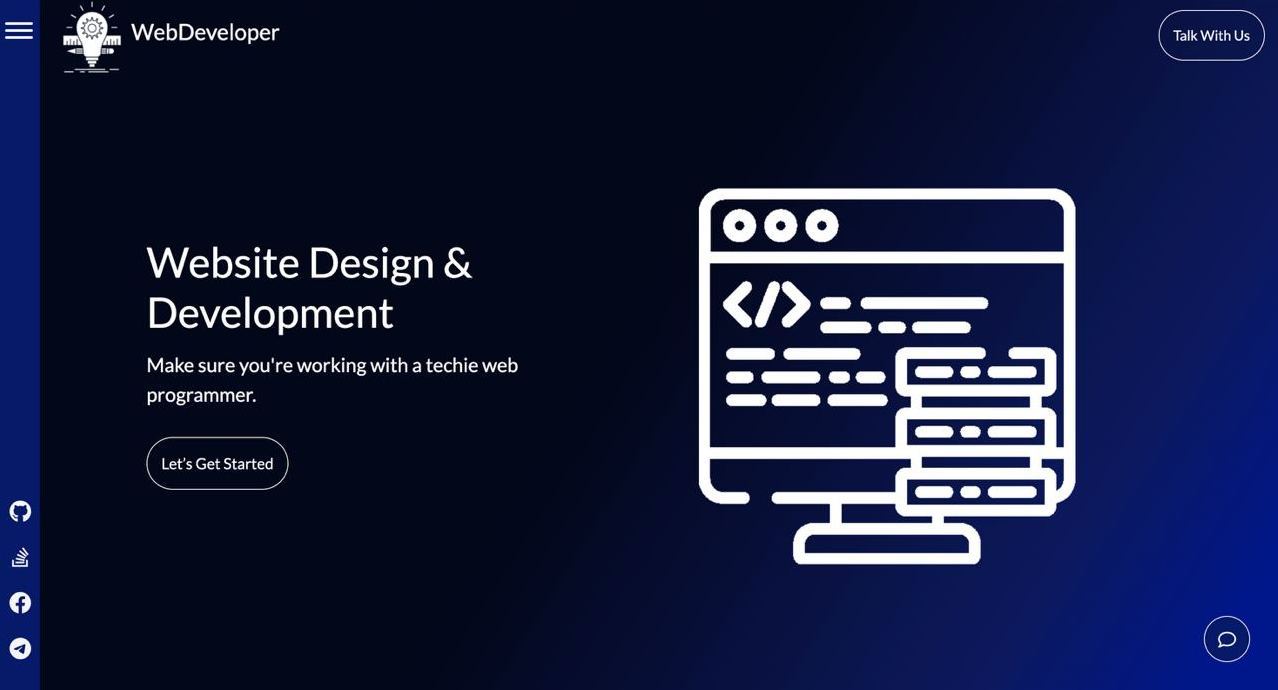 WebDeveloper
Talk With Us
Website Design &
Development
Make sure you're working with a techie web
programmer.
Let's Get Started